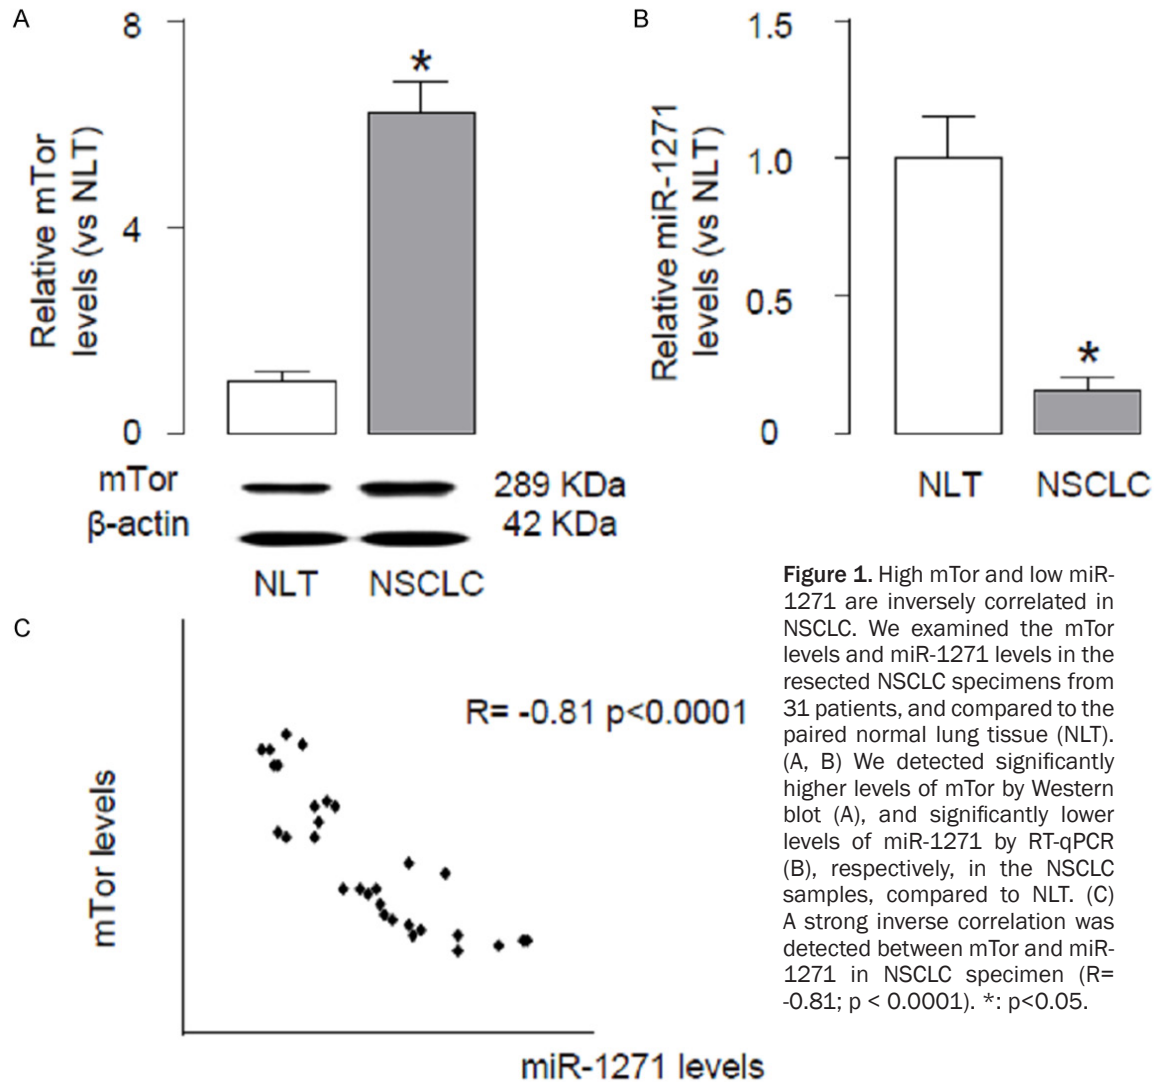 A
8
4
0
Relative mTor
levels (vs NLT)
*
mTor
289 KDa
β-actin
42 KDa
NLT
NSCLC
B
1.5
1.0
0.5
0
Relative miR-1271
levels (vs NLT)
*
NLT
NSCLC
C
R= -0.81 p<0.0001
mTor levels
miR-1271 levels
Figure 1. High mTor and low miR-
1271 are inversely correlated in
NSCLC. We examined the mTor
levels and miR-1271 levels in the
resected NSCLC specimens from
31 patients, and compared to the
paired normal lung tissue (NLT).
(A, B) We detected significantly
higher levels of mTor by Western
blot (A), and significantly lower
levels of miR-1271 by RT-qPCR
(B), respectively, in the NSCLC
samples, compared to NLT. (C)
A strong inverse correlation was
detected between mTor and miR-
1271 in NSCLC specimen (R=
-0.81; p < 0.0001). *: p<0.05.